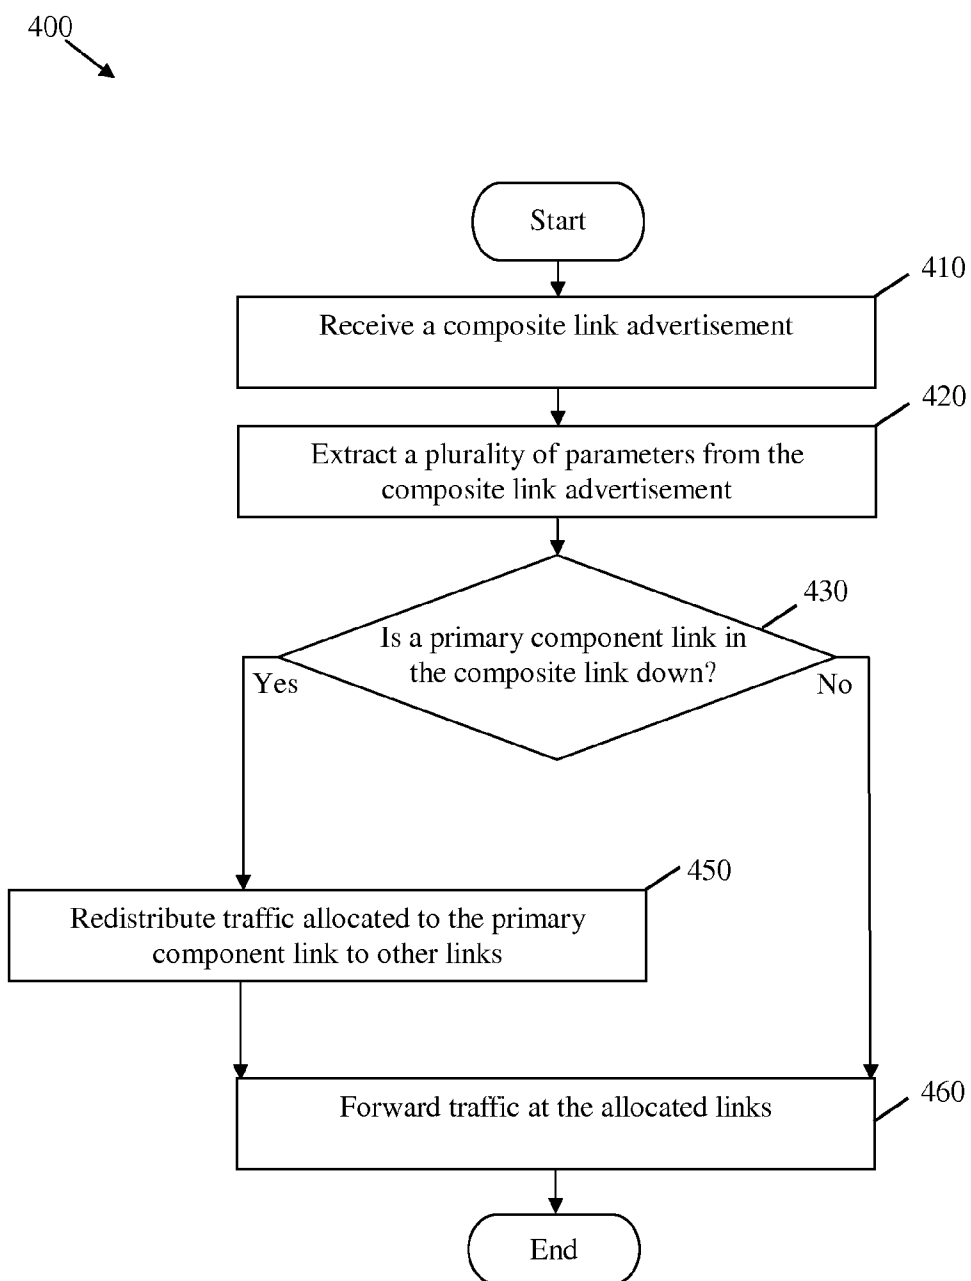 400
Start
410
Receive a composite link advertisement
420
Extract a plurality of parameters from the
composite link advertisement
430
Is a primary component link in
the composite link down?
Yes
No
450
Redistribute traffic allocated to the primary
component link to other links
460
Forward traffic at the allocated links
End